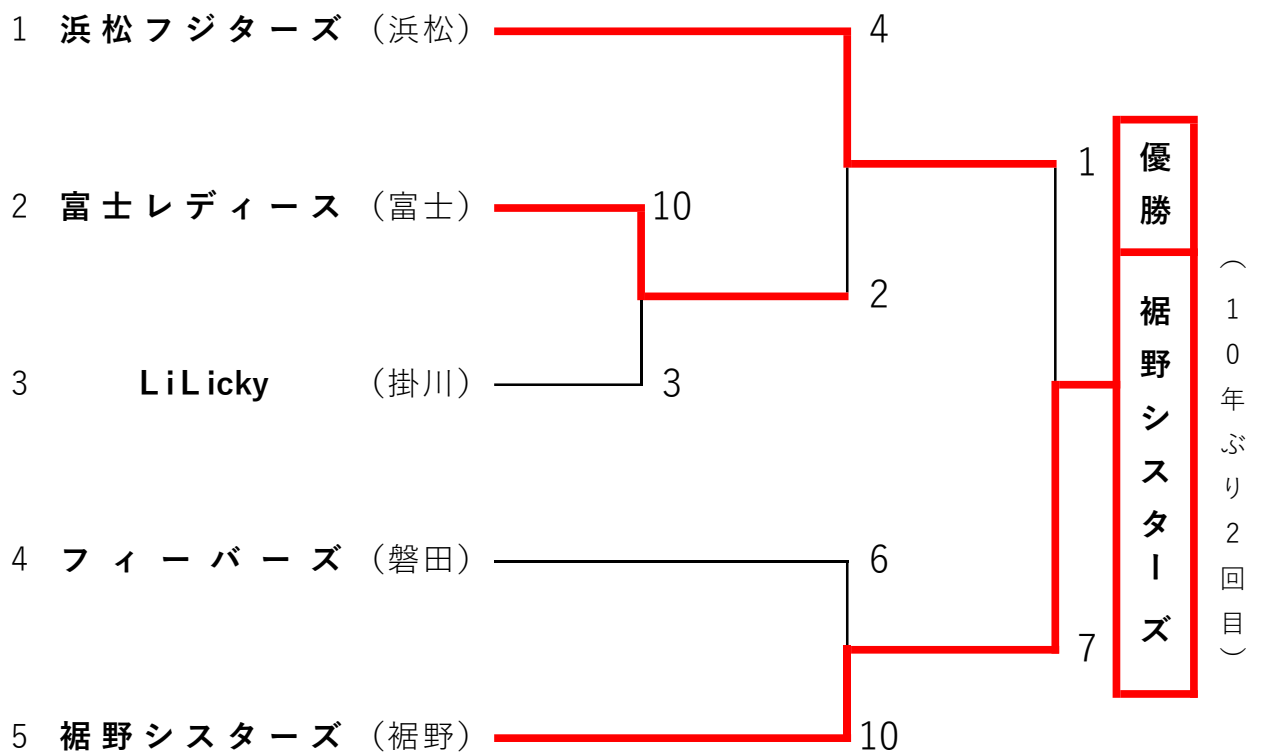 1 浜松フジターズ（浜松） 4
1
2 富士レディース（富士） 10
2
3 LiLicky （掛川） 3
4 フィーバーズ（磐田） 6
7
5 裾野シスターズ（裾野） 10
優勝
裾野シスターズ
（10年ぶり2回目）